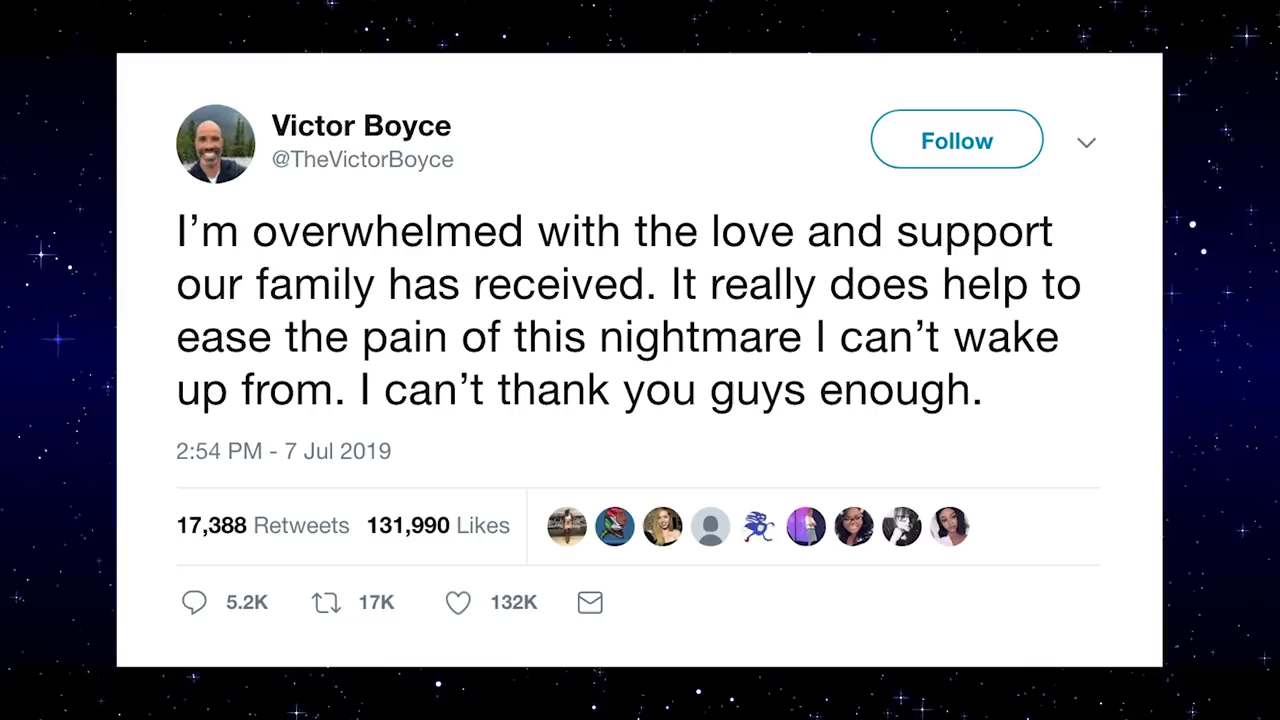 Victor Boyce
@TheVictorBoyce
Follow
I’m overwhelmed with the love and support
our family has received. It really does help to
ease the pain of this nightmare I can’t wake
up from. I can’t thank you guys enough.
2:54 PM - 7 Jul 2019
17,388 Retweets 131,990 Likes
5.2K 17K 132K